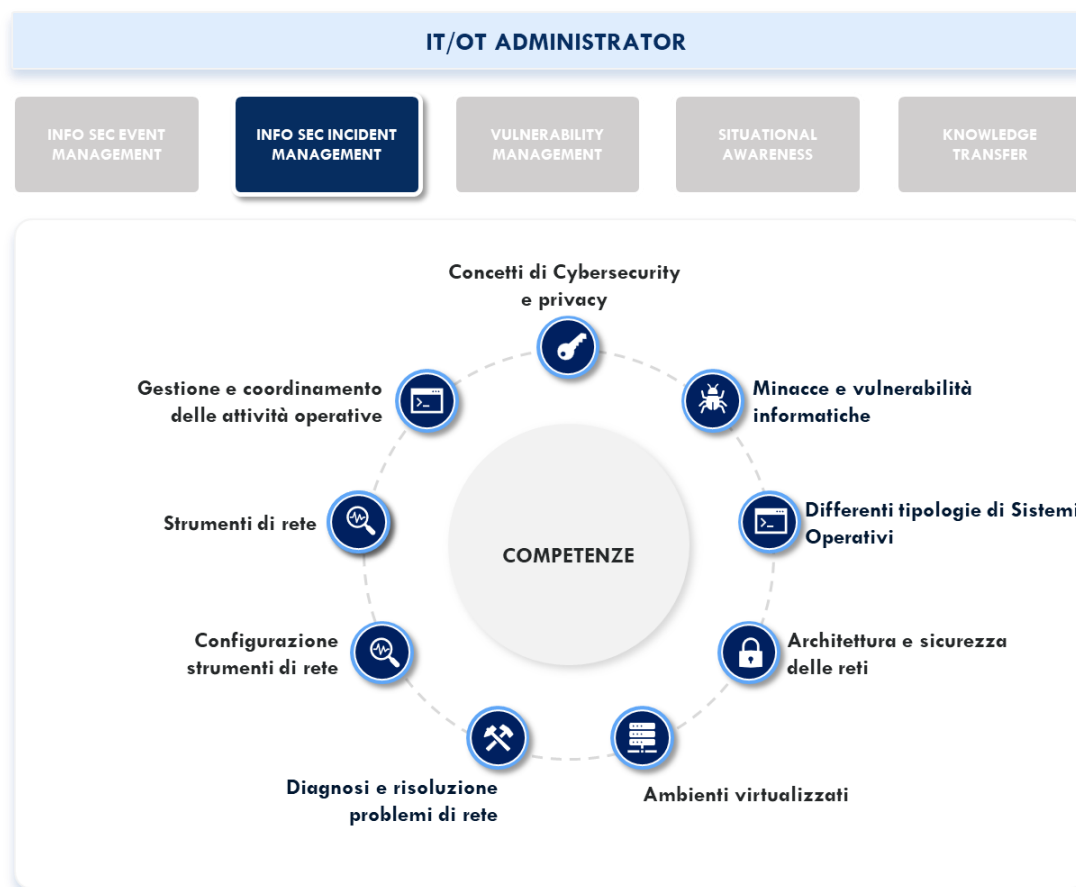 IT/OT ADMINISTRATOR
INFO SEC EVENT
MANAGEMENT
INFO SEC INCIDENT
MANAGEMENT
VULNERABILITY
MANAGEMENT
SITUATIONAL
AWARENESS
KNOWLEDGE
TRANSFER
Concetti di Cybersecurity
e privacy
Gestione e coordinamento
delle attività operative
Minacce e vulnerabilità
informatiche
Strumenti di rete
Differenti tipologie di Sistemi
Operativi
COMPETENZE
Configurazione
strumenti di rete
Architettura e sicurezza
delle reti
Diagnosi e risoluzione
problemi di rete
Ambienti virtualizzati